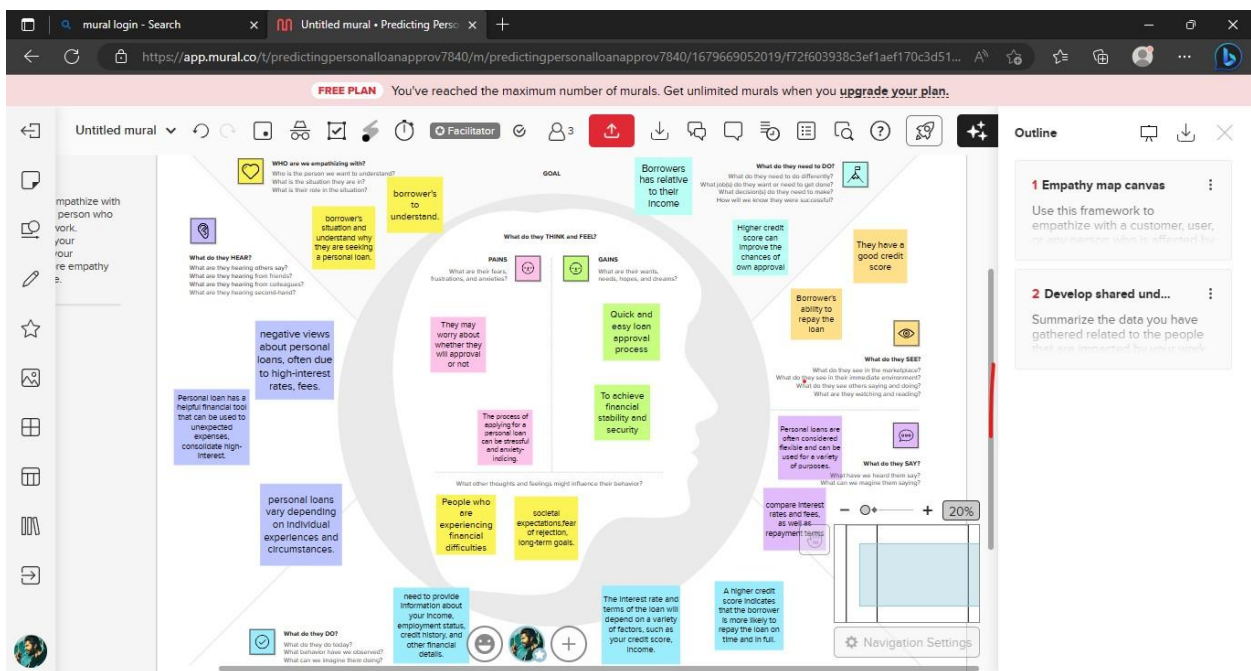 mural login - Search
Untitled mural • Predicting Perso
https://app.mural.co/t/predictingpersonalloanapprov7840/m/predictingpersonalloanapprov7840/1679669052019/f72f603938c3ef1aef170c3d51...
FREE PLAN You've reached the maximum number of murals. Get unlimited murals when you upgrade your plan.
Untitled mural
Facilitator
3
Outline
mpathize with
person who
work.
your
your
re empathy
e.
WHO are we empathizing with?
Who is the person we want to understand?
What is the situation they are in?
What is their role in the situation?
borrower's
to
understand.
borrower's
situation and
understand why
they are seeking
a personal loan.
GOAL
Borrowers
has relative
to their
Income
What do they need to DO?
What do they need to do differently?
What job(s) do they want or need to get done?
What decision(s) do they need to make?
How will we know they were successful?
Higher credit
score can
Improve the
chances of
own approval
They have a
good credit
score
Borrower's
ability to
repay the
loan
What do they HEAR?
What are they hearing others say?
What are they hearing from friends?
What are they hearing from colleagues?
What are they hearing second-hand?
negative views
about personal
loans, often due
to high-interest
rates, fees.
Personal loan has a
helpful financial tool
that can be used to
unexpected
expenses,
consolidate high-
Interest.
personal loans
vary depending
on individual
experiences and
circumstances.
What do they THINK and FEEL?
PAINS
What are their fears,
frustrations, and anxieties?
GAINS
What are their wants,
needs, hopes, and dreams?
They may
worry about
whether they
will approval
or not
The process of
applying for a
personal loan
can be stressful
and anxiety-
indicing.
Quick and
easy loan
approval
process
To achieve
financial
stability and
security
What other thoughts and feelings might influence their behavior?
People who
are
experiencing
financial
difficulties
societal
expectations,fear
of rejection,
long-term goals.
What do they SEE?
What do they see in the marketplace?
What do they see in their immediate environment?
What do they see others saying and doing?
What are they watching and reading?
Personal loans are
often considered
flexible and can be
used for a variety
of purposes.
What do they SAY?
What have we heard them say?
What can we magine them saying?
compare Interest
rates and fees,
as well as
repayment terms
What do they DO?
What do they do today?
What behavior have we observed?
What can we imagine them doing?
need to provide
Information about
your Income,
employment status,
credit history, and
other financial
details.
The Interest rate and
terms of the loan will
depend on a variety
of factors, such as
your credit score,
Income.
A higher credit
score Indicates
that the borrower
is more likely to
repay the loan on
time and in full.
20%
Navigation Settings
1 Empathy map canvas
Use this framework to
empathize with a customer, user,
or any person who is affected by
2 Develop shared und...
Summarize the data you have
gathered related to the people
that are impacted by your work